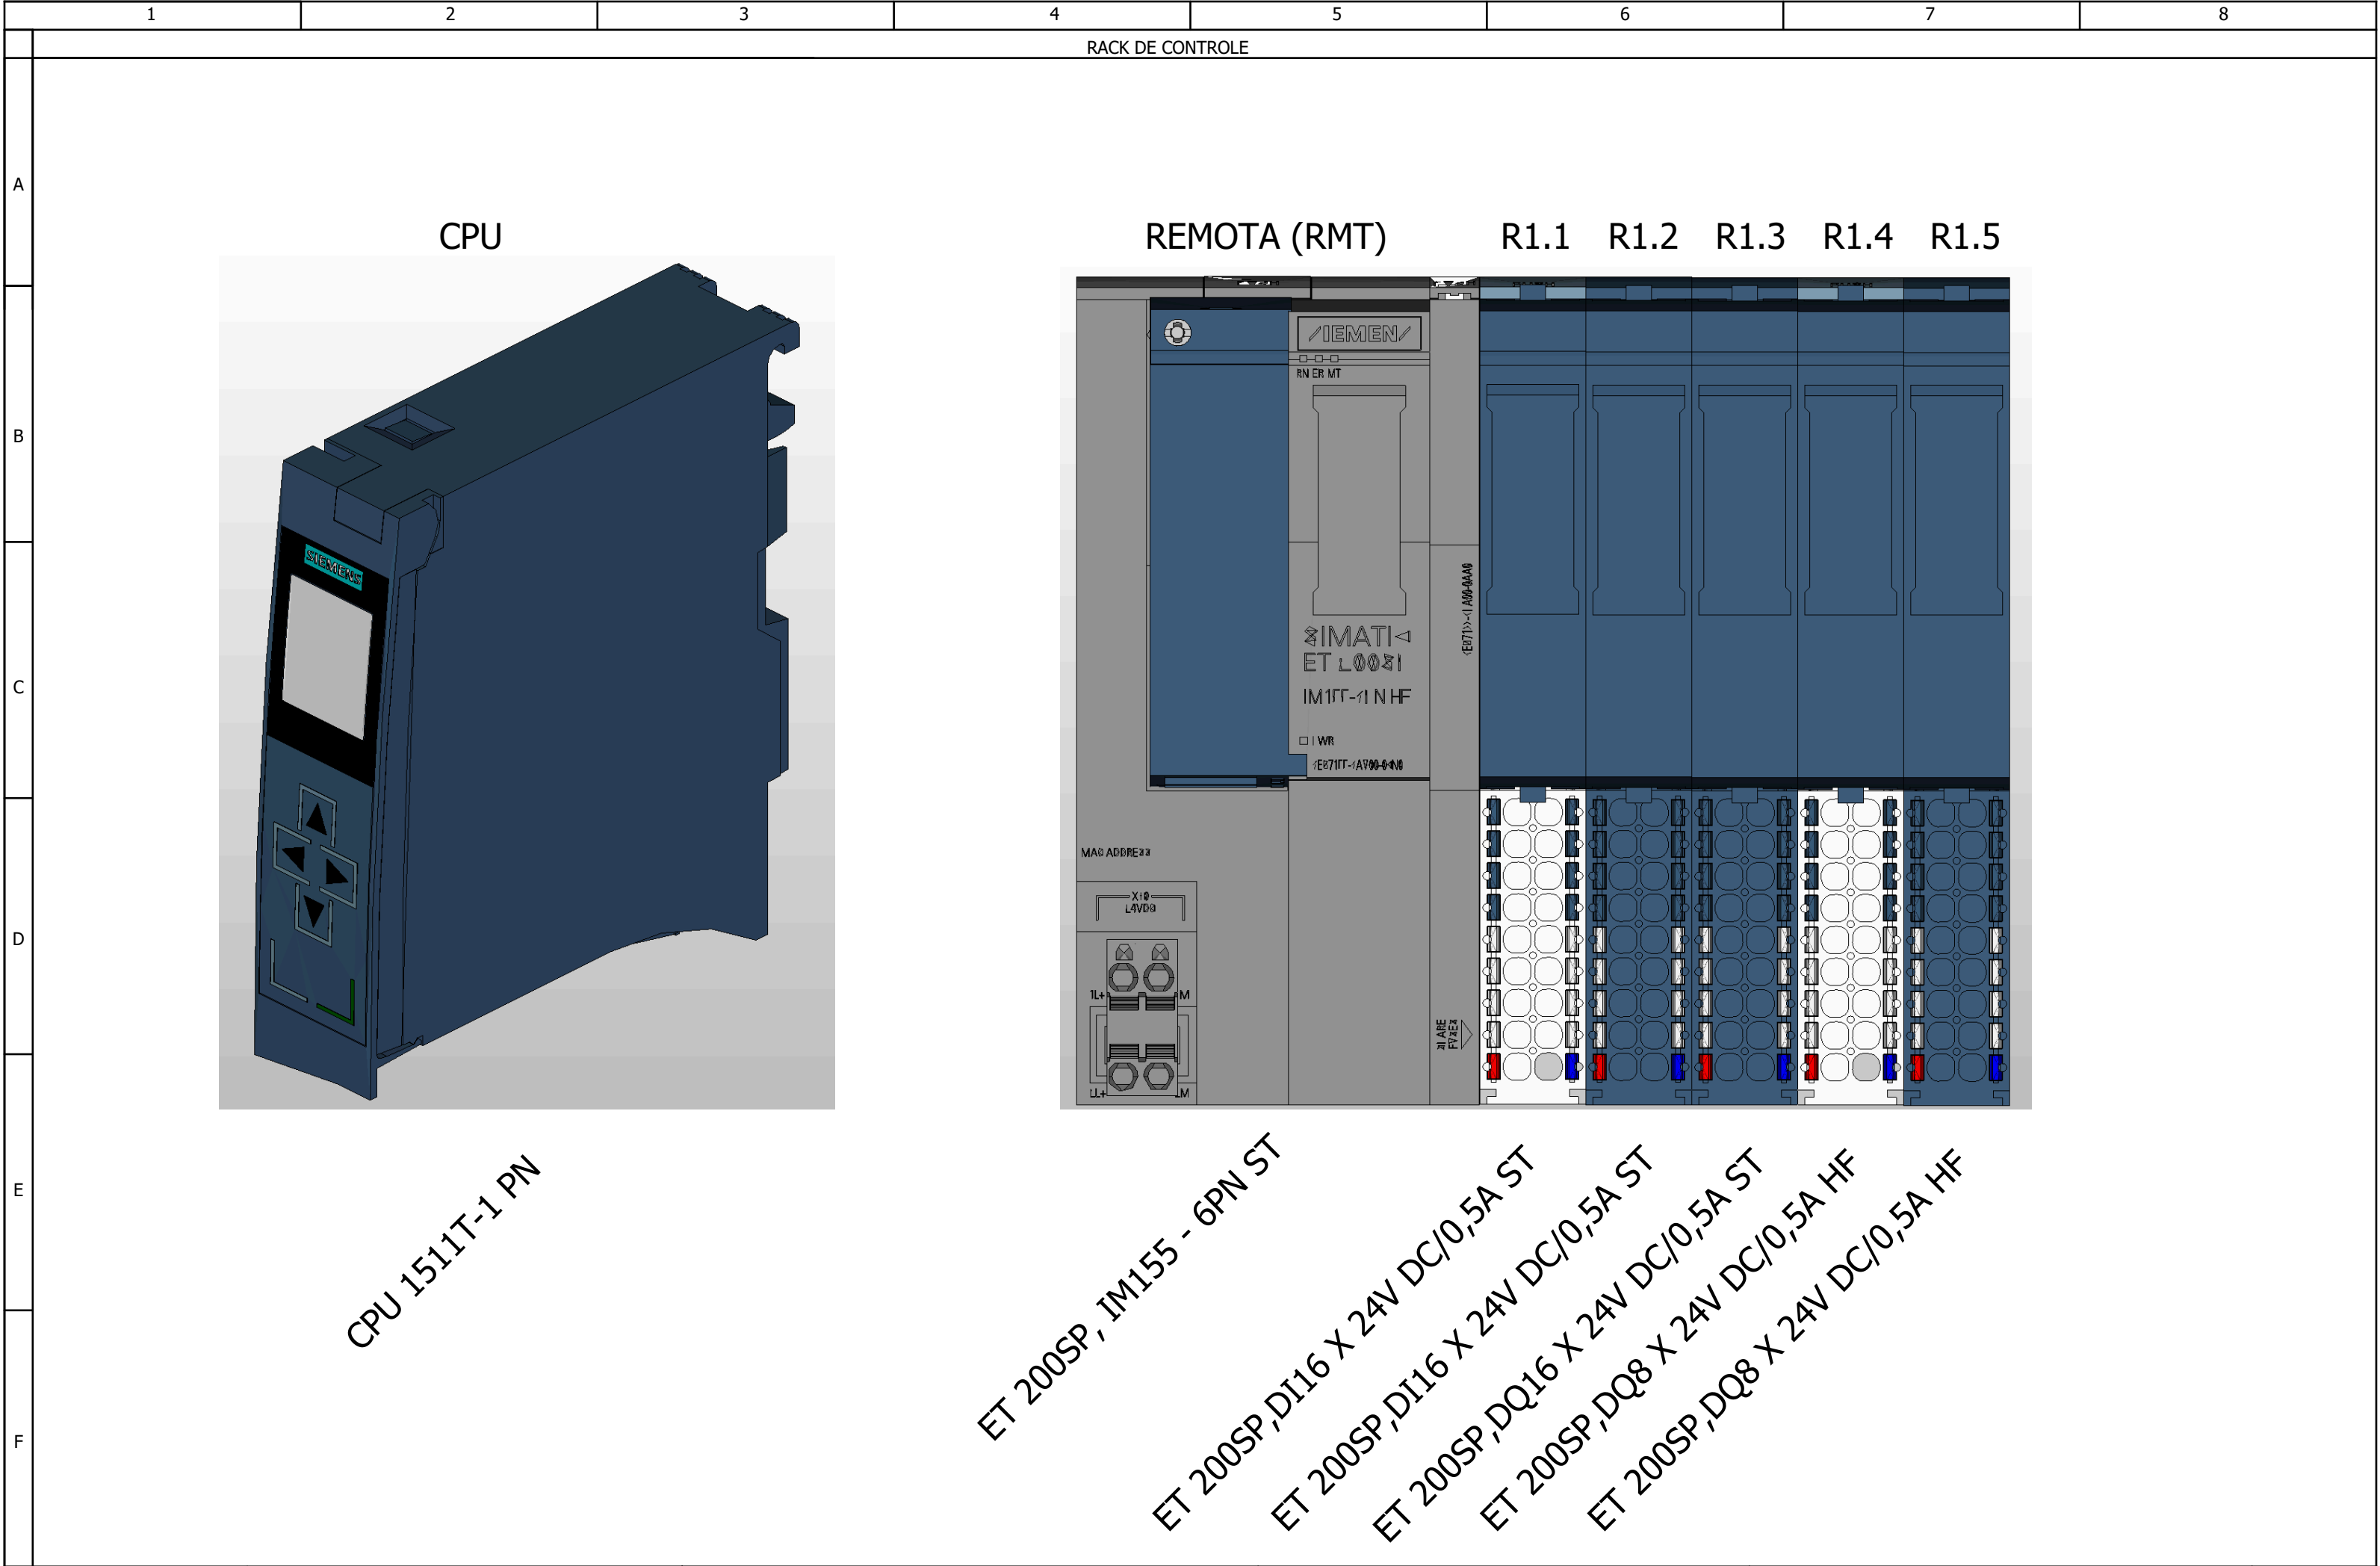 1 2 3 4 5 6 7 8
RACK DE CONTROLE
A
B
C
D
E
F
CPU
REMOTA (RMT)
R1.1
R1.2
R1.3
R1.4
R1.5
SIEMENS
RN ER MT
MAC ADDRESS
1L+
M
CPU 1511T-1 PN
ET 200SP, IM155 - 6PN ST
ET 200SP,DI16 X 24V DC/0,5A ST
ET 200SP,DI16 X 24V DC/0,5A ST
ET 200SP,DQ16 X 24V DC/0,5A ST
ET 200SP,DQ8 X 24V DC/0,5A HF
ET 200SP,DQ8 X 24V DC/0,5A HF